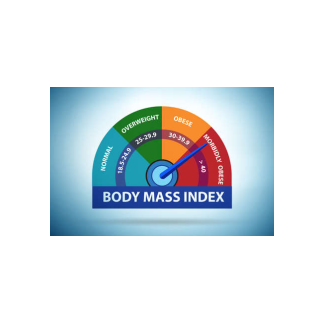 NORMAL
18.5-24.9
OVERWEIGHT
25-29.9
OBESE
30-39.9
MORBIDLY OBESE
> 40
BODY MASS INDEX